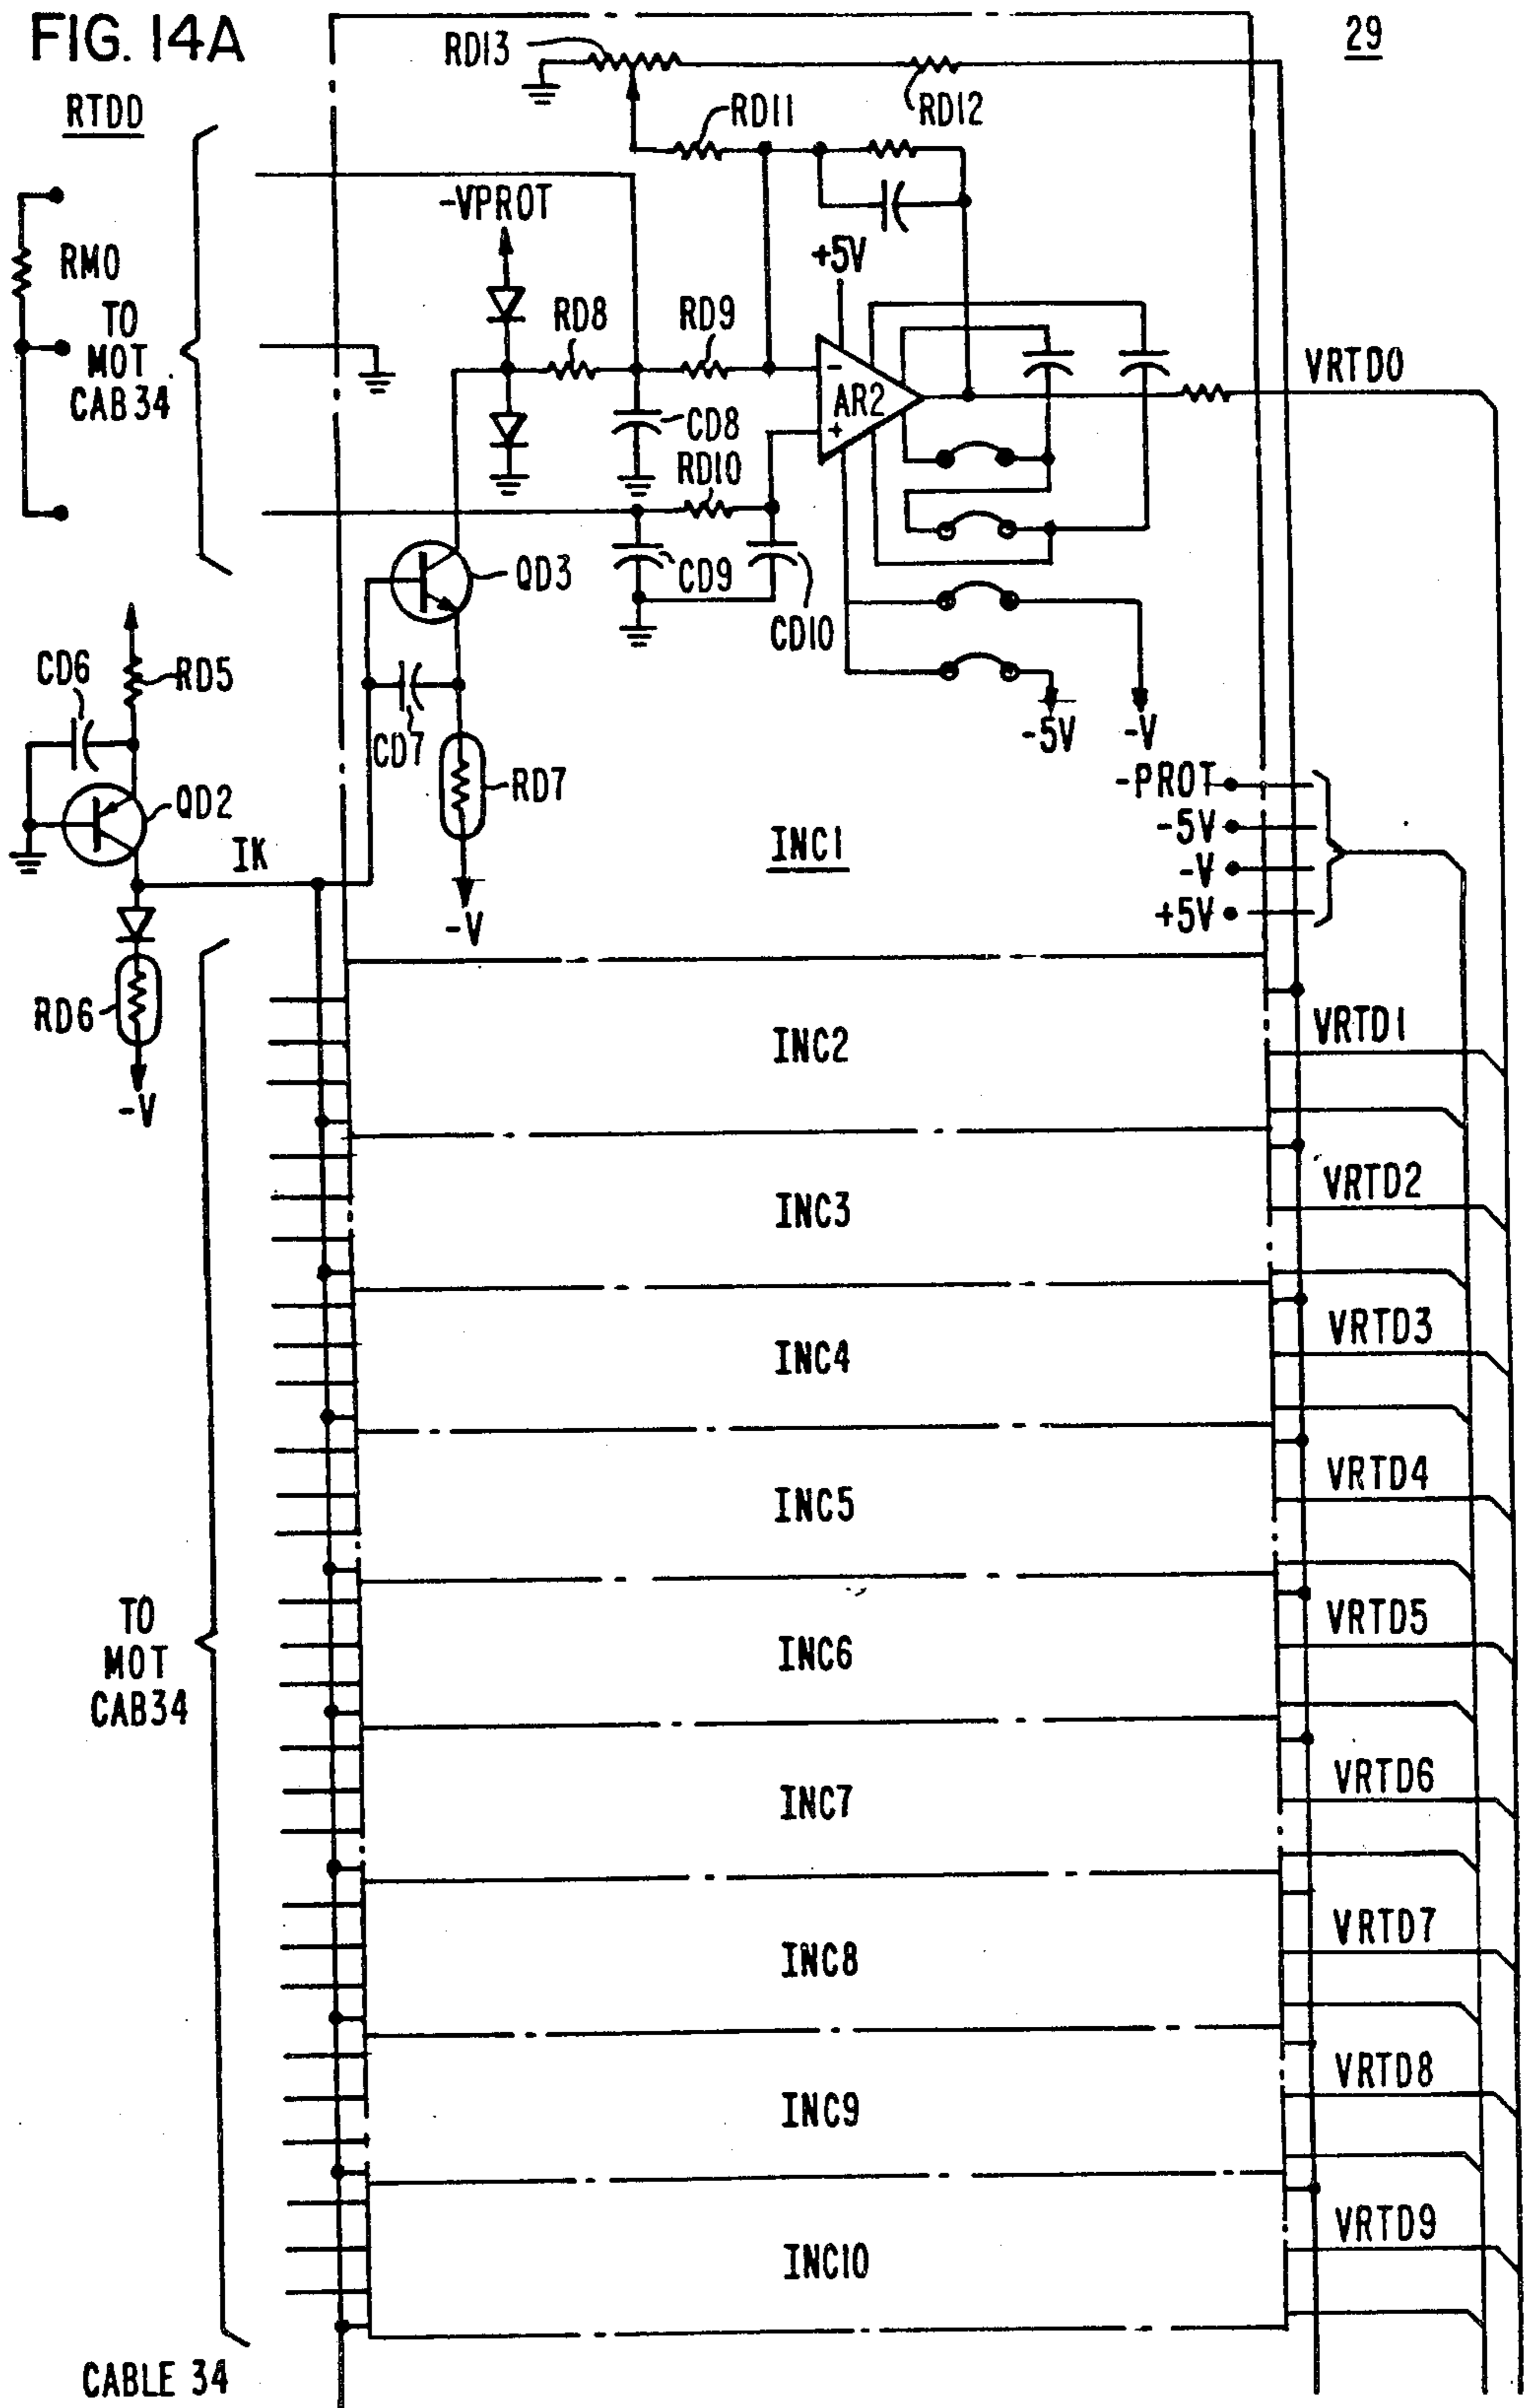 FIG. 14A
29
RTDD
RD13
RD12
RD11
-VPROT
RM0
TO
MOT
CAB34
+5V
RD8
RD9
-
AR2
+
VRTD0
CD8
RD10
QD3
CD9
CD10
CD6
RD5
CD7
RD7
-5V
-V
QD2
IK
-V
INC1
-PROT
-5V
-V
+5V
RD6
-V
INC2
VRTD1
INC3
VRTD2
INC4
VRTD3
INC5
VRTD4
TO
MOT
CAB34
INC6
VRTD5
INC7
VRTD6
INC8
VRTD7
INC9
VRTD8
INC10
VRTD9
CABLE 34